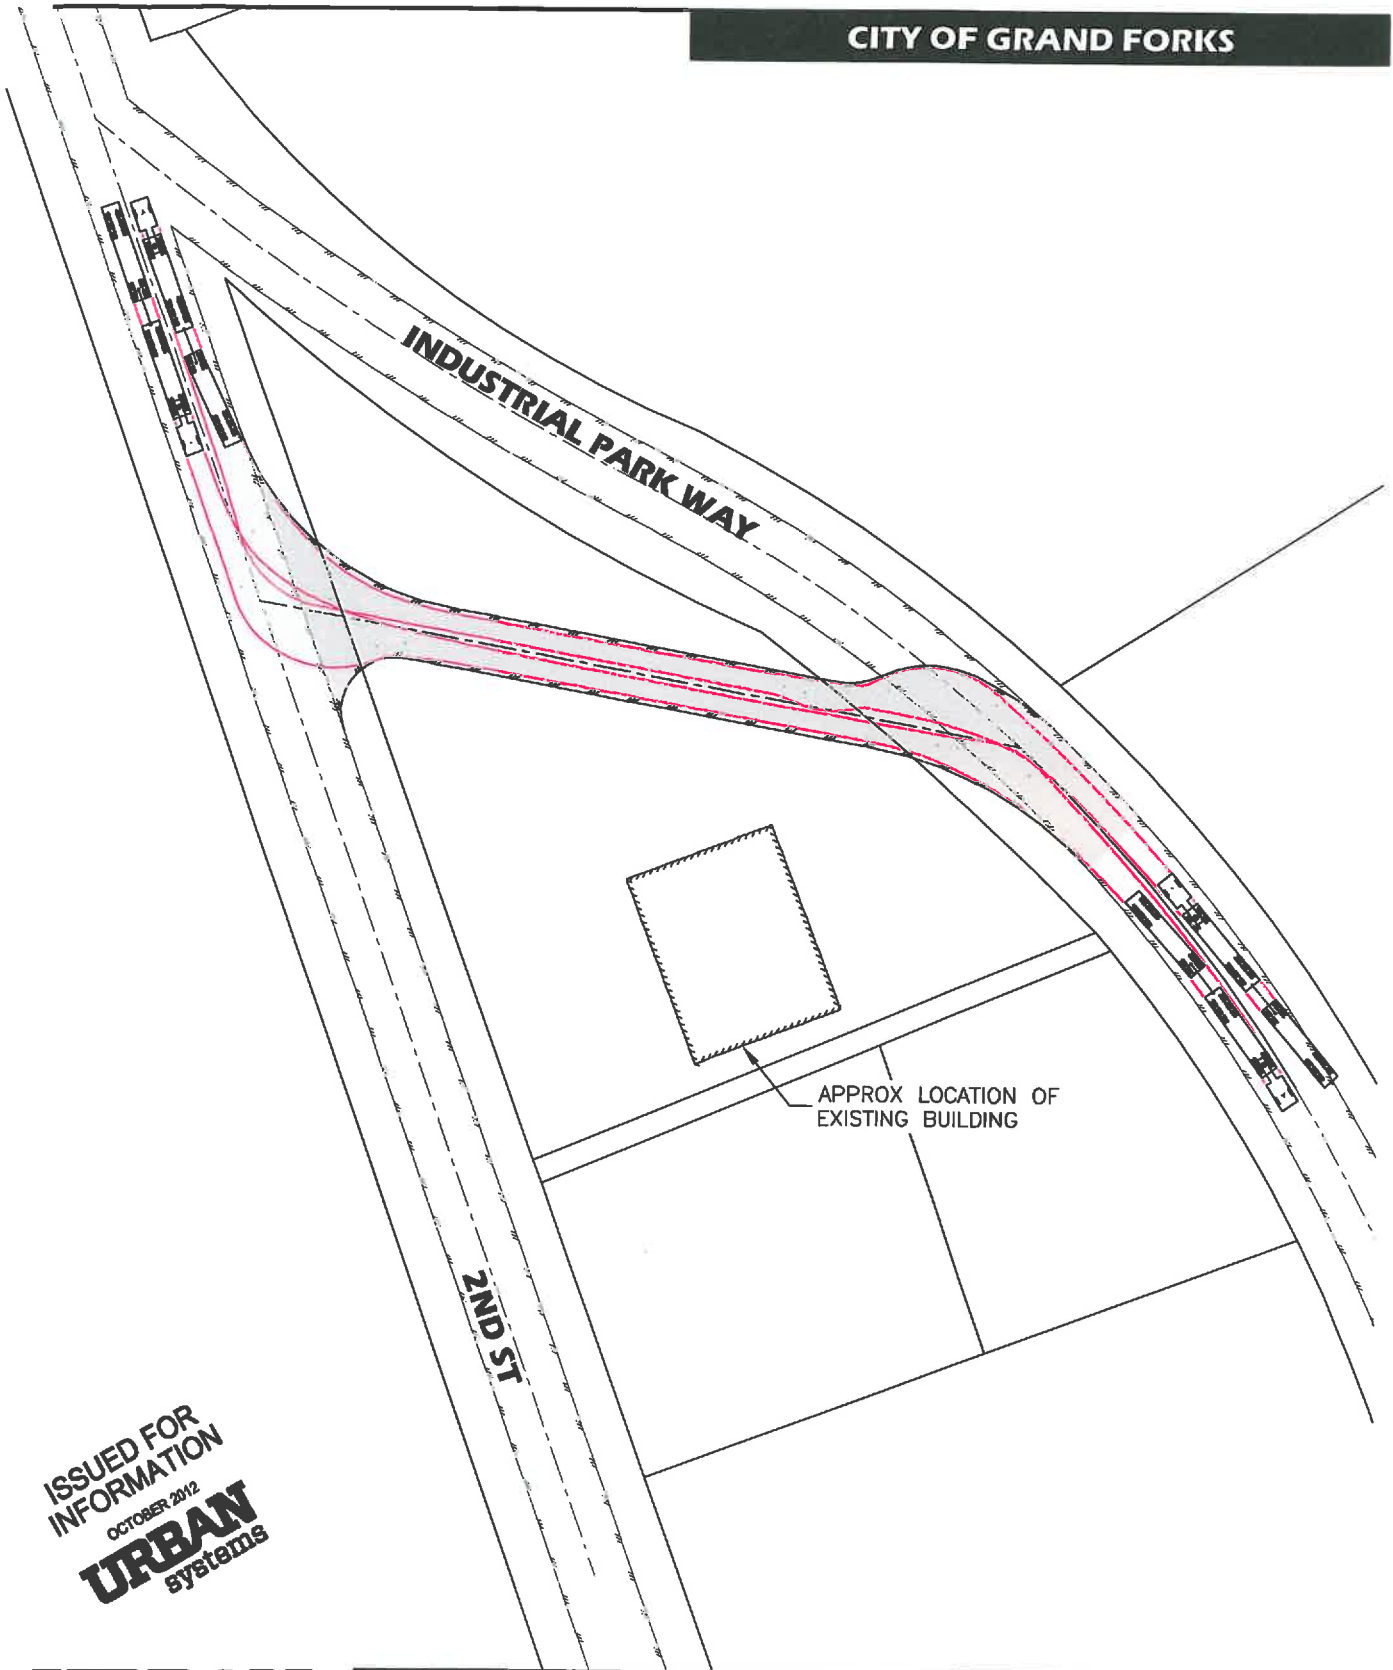 CITY OF GRAND FORKS
INDUSTRIAL PARK WAY
APPROX LOCATION OF
EXISTING BUILDING
2ND ST
ISSUED FOR
INFORMATION
OCTOBER 2012
URBAN
systems